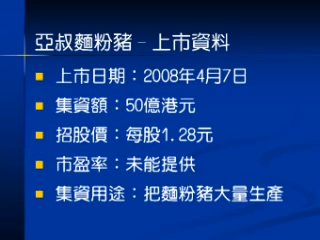 亞叔麵粉豬 – 上市資料
上市日期：2008年4月7日
集資額：50億港元
招股價：每股1.28元
市盈率：未能提供
集資用途：把麵粉豬大量生產